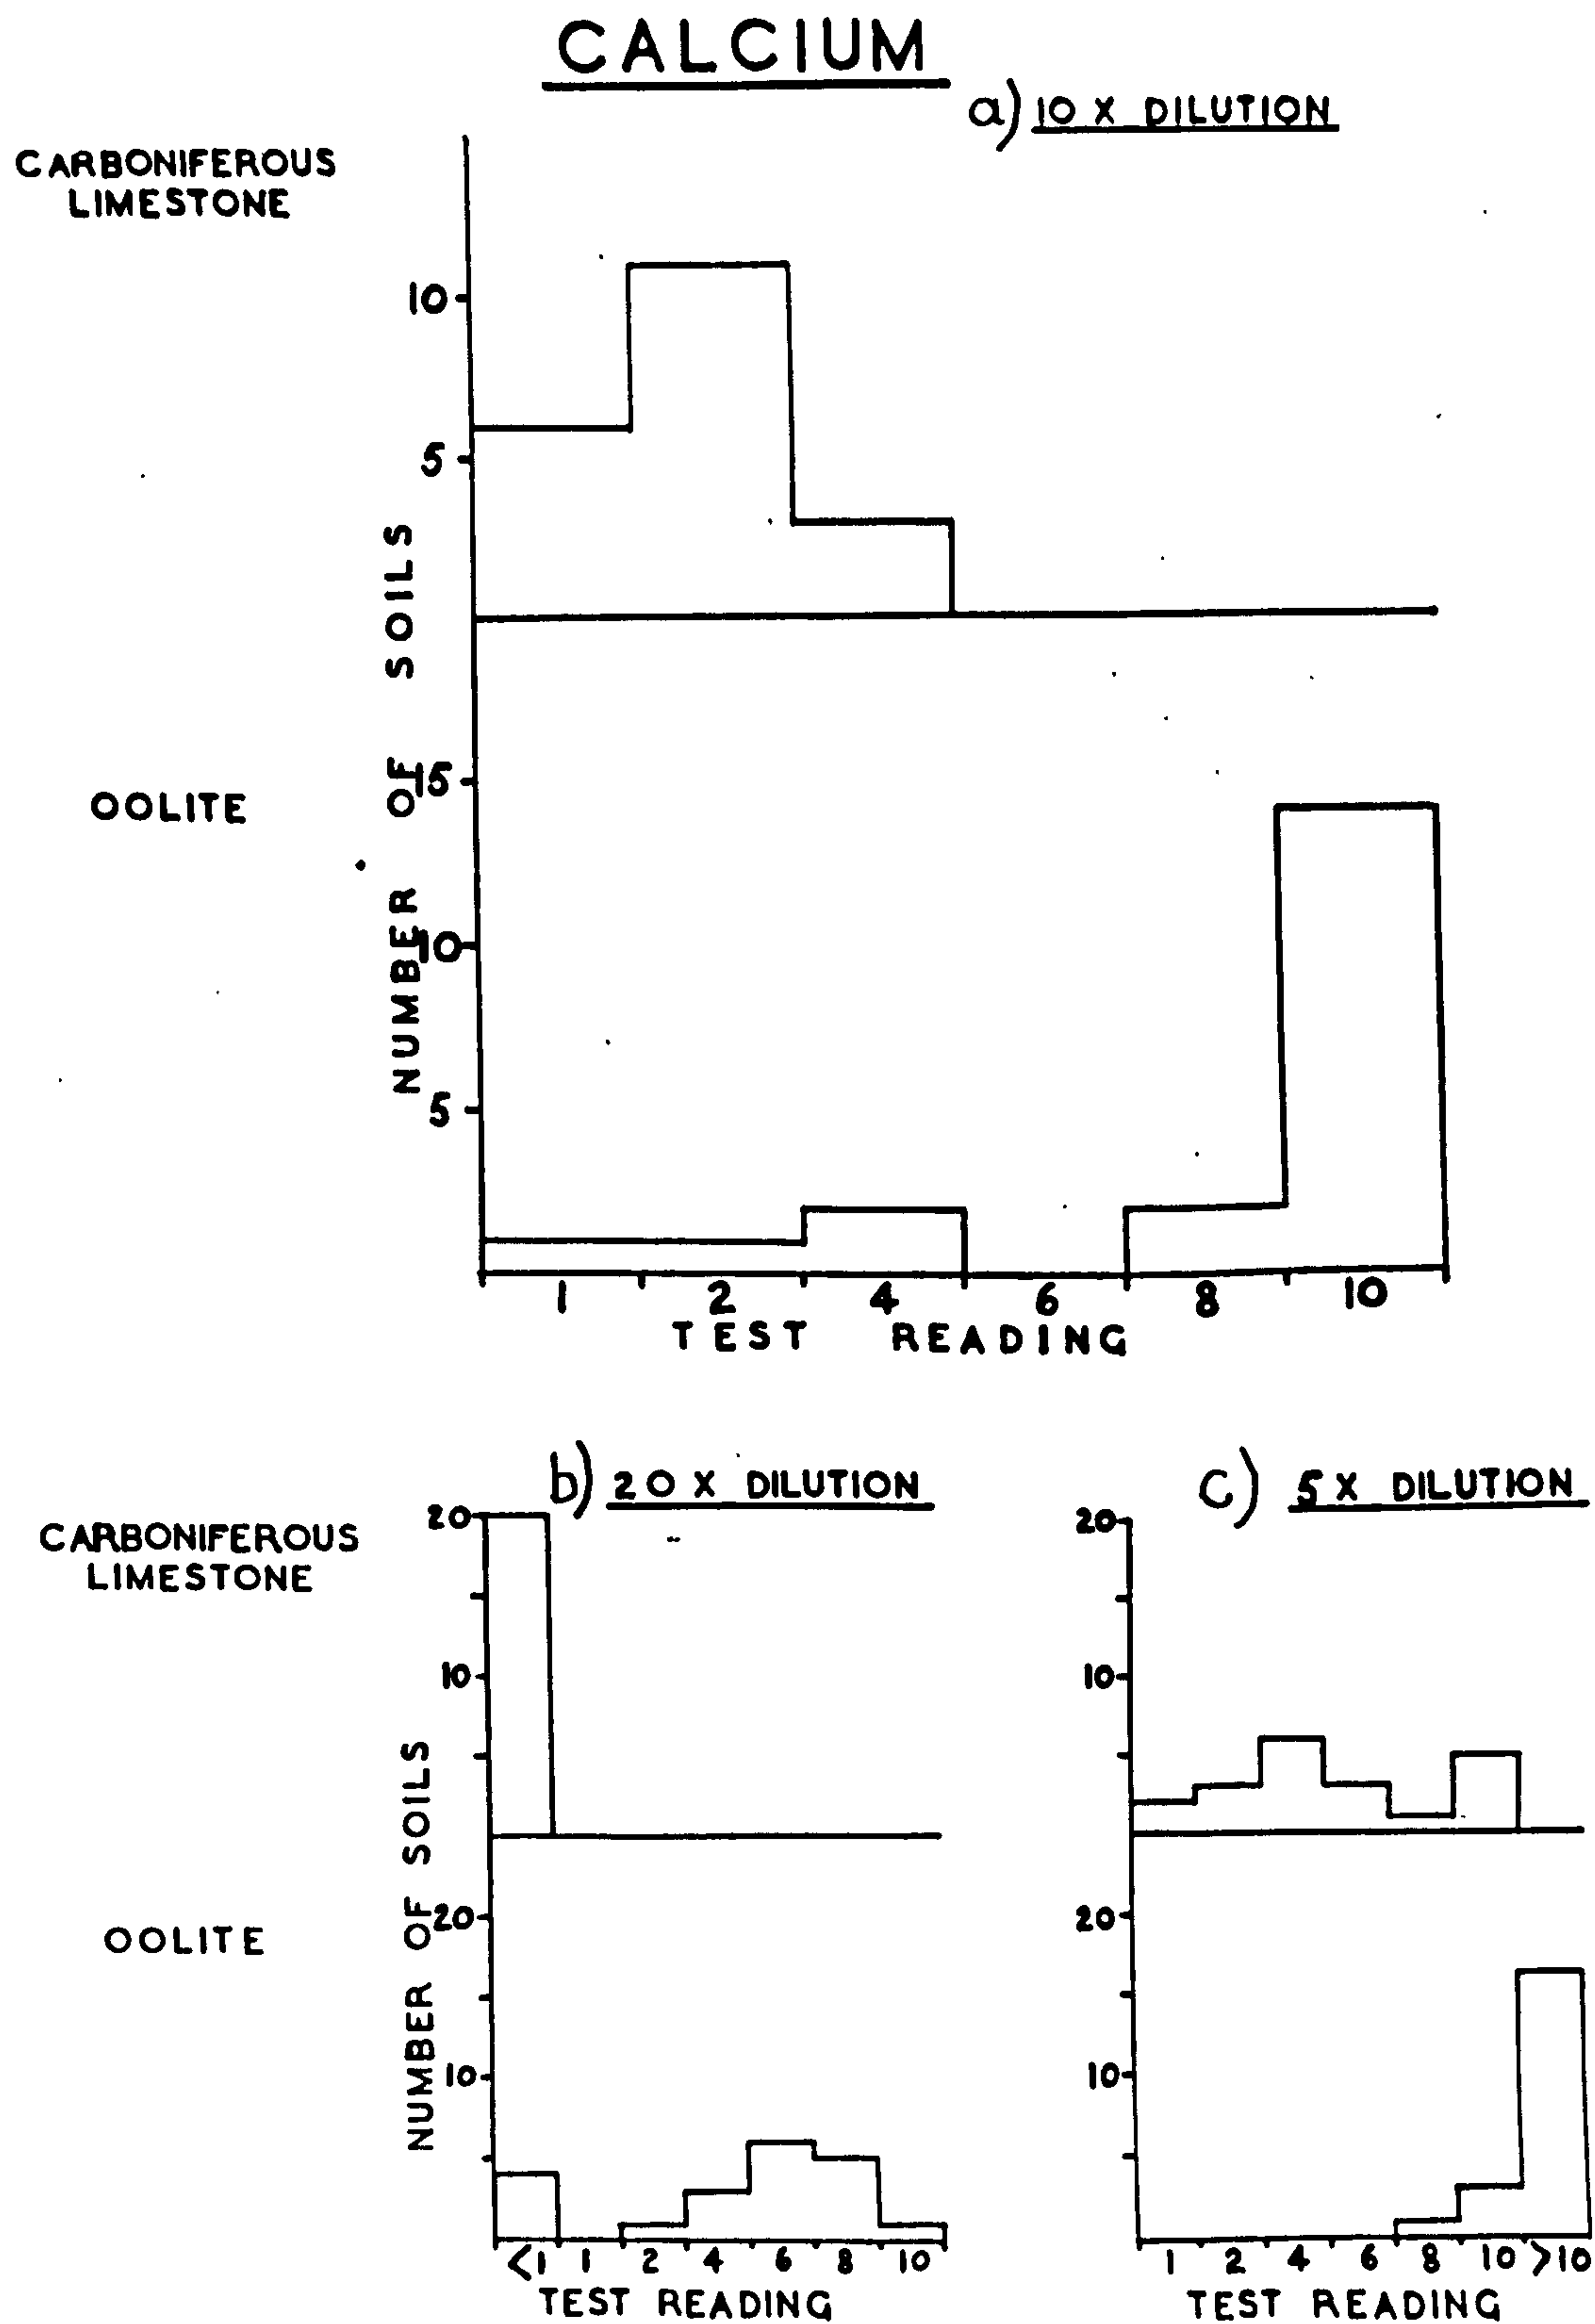 CALCIUM
a) 10 X DILUTION
CARBONIFEROUS
LIMESTONE
10
5
NUMBER OF SOILS
OOLITE
15
10
5
1 2 4 6 8 10
TEST READING
b) 20 X DILUTION
CARBONIFEROUS
LIMESTONE
20
10
NUMBER OF SOILS
OOLITE
20
10
<1 1 2 4 6 8 10
TEST READING
c) 5 X DILUTION
20
10
20
10
1 2 4 6 8 10 >10
TEST READING